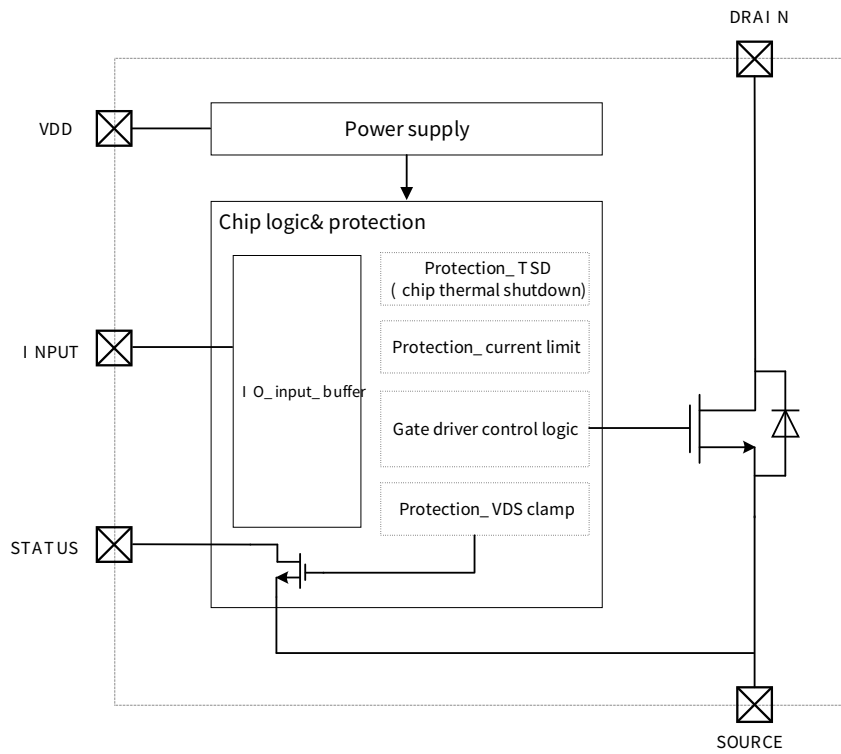 DRAIN
VDD
Power supply
Chip logic& protection
Protection_TSD
( chip thermal shutdown)
INPUT
Protection_current limit
IO_input_buffer
Gate driver control logic
Protection_VDS clamp
STATUS
SOURCE